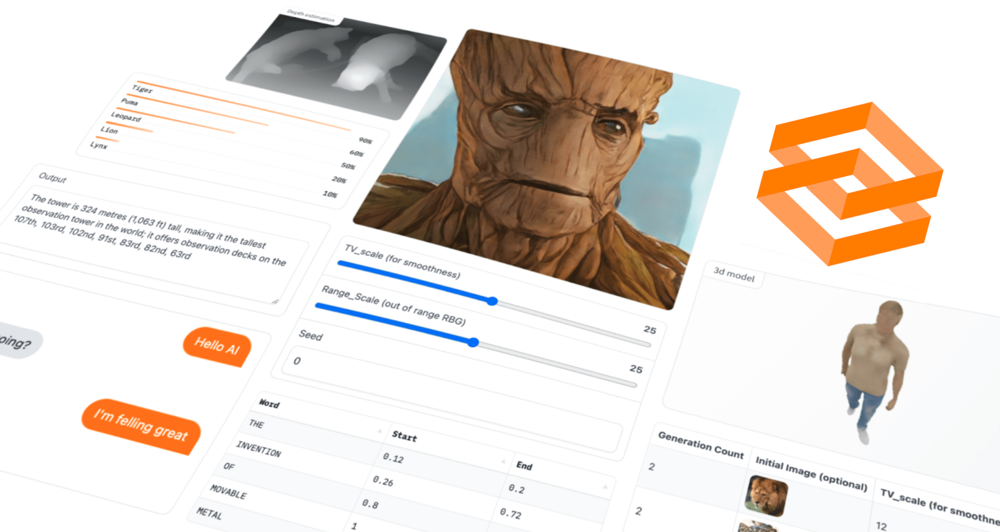 Depth estimation
Tiger
90%
Puma
60%
Leopard
50%
Lion
20%
Lynx
10%
Output
The tower is 324 metres (1,063 ft) tall, making it the tallest
observation tower in the world; it offers observation decks on the
107th, 103rd, 102nd, 91st, 83rd, 82nd, 63rd
Hello AI
I'm felling great
TV_scale (for smoothness)
25
Range_Scale (out of range RBG)
25
Seed
0
Word Start End
THE 0.12 0.2
INVENTION 0.26 0.72
OF 0.8
MOVABLE 1
METAL
3d model
Generation Count Initial Image (optional) TV_scale (for
2 12
2